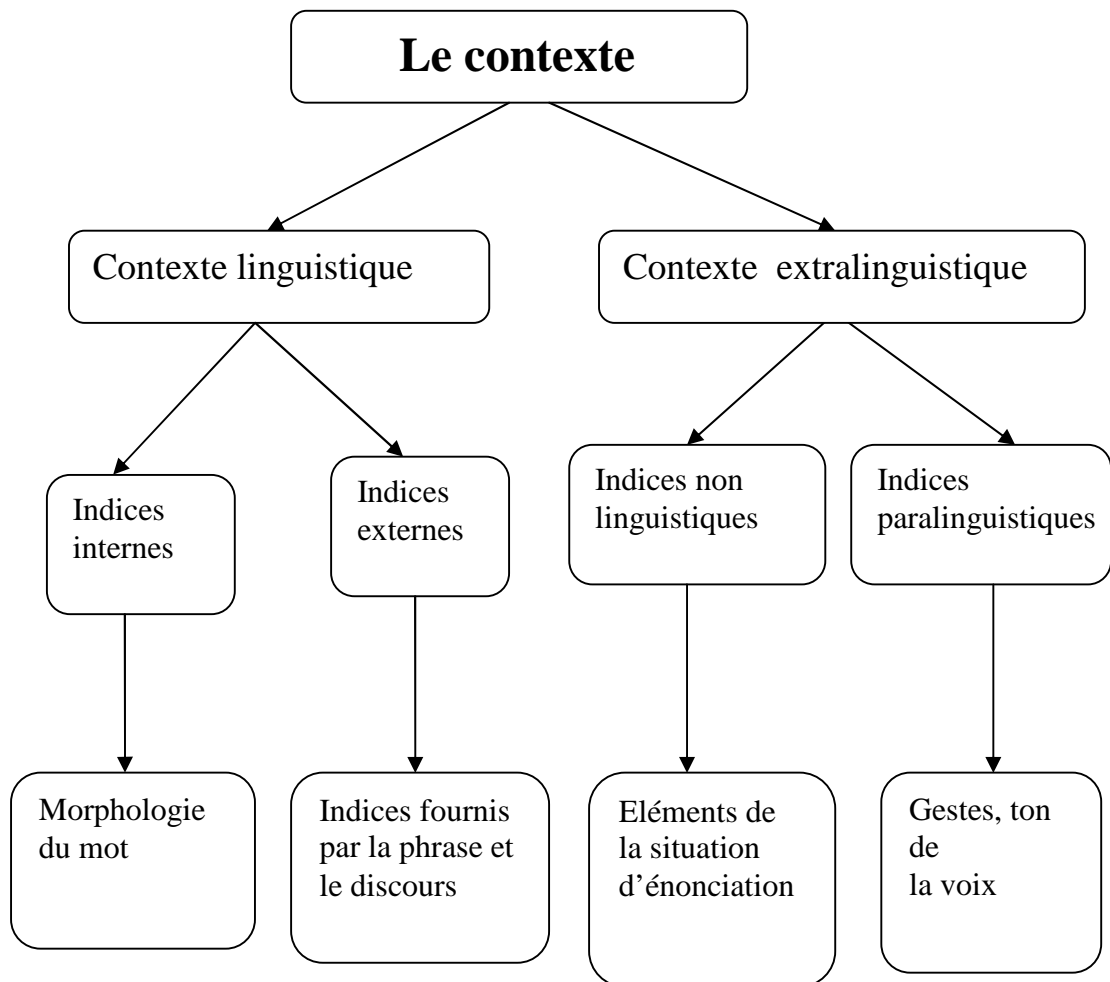 Le contexte
Contexte linguistique
Contexte extralinguistique
Indices
internes
Indices
externes
Indices non
linguistiques
Indices
paralinguistiques
Morphologie
du mot
Indices fournis
par la phrase et
le discours
Eléments de
la situation
d’énonciation
Gestes, ton
de
la voix